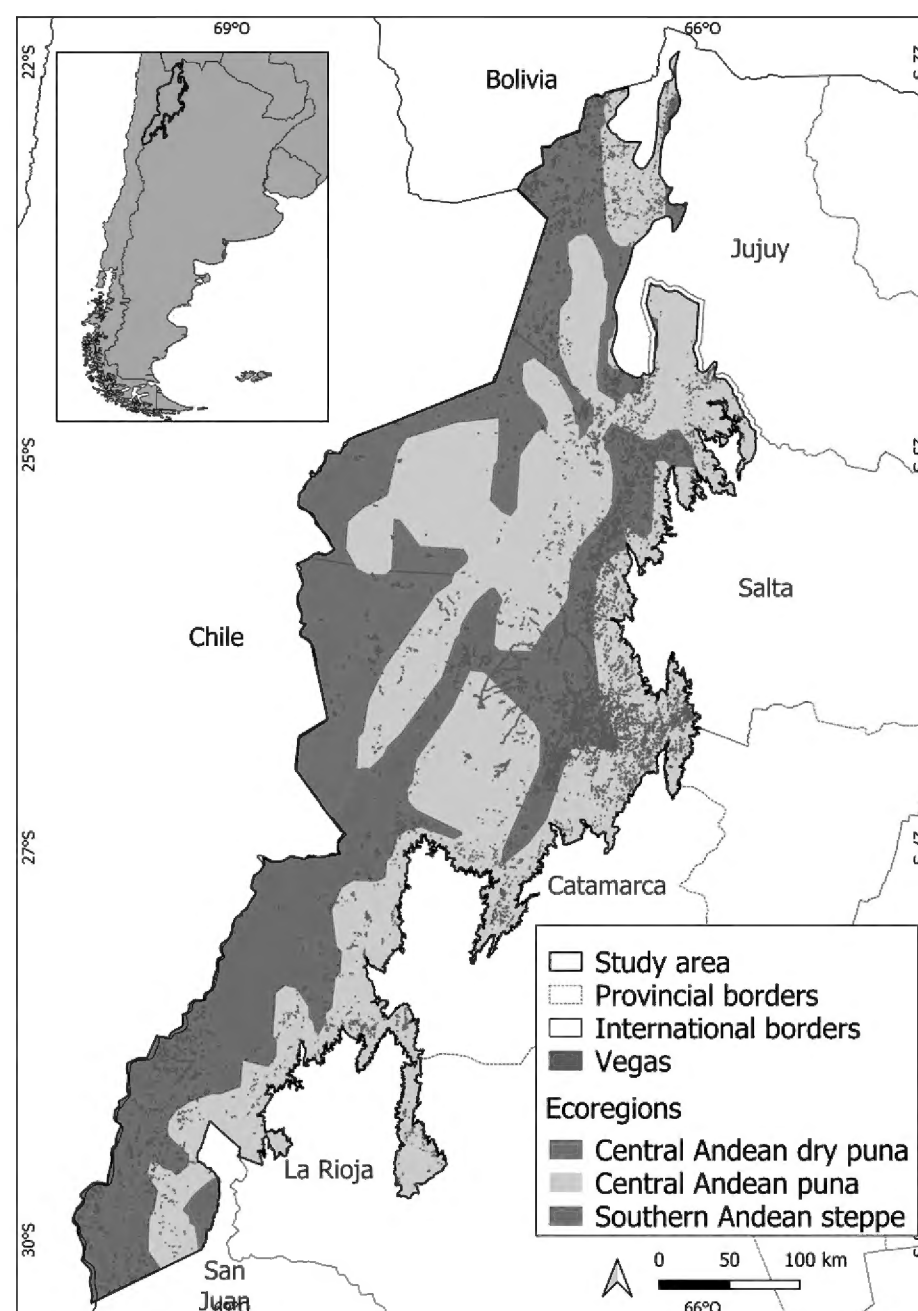 69°O
66°O
22°S
Bolivia
Jujuy
25°S
Salta
Chile
27°S
Catamarca
Study area
Provincial borders
International borders
Vegas
Ecoregions
Central Andean dry puna
Central Andean puna
Southern Andean steppe
La Rioja
30°S
0 50 100 km
San
Juan
66°O